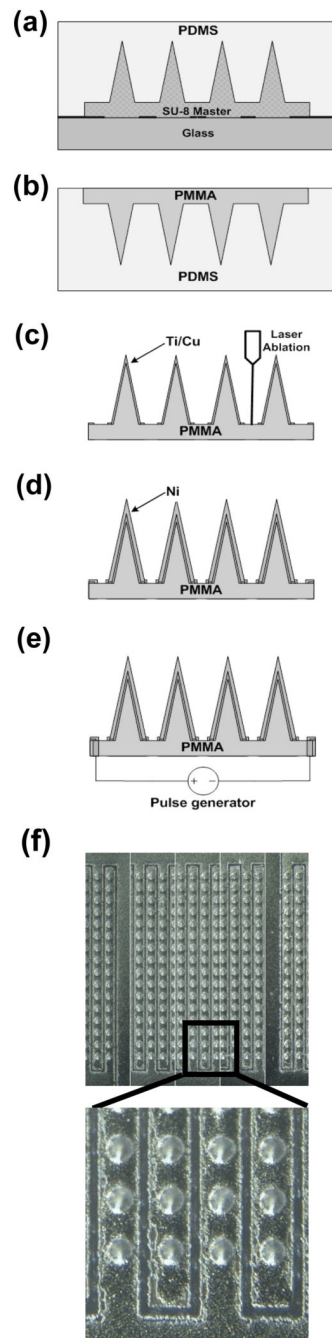 (a)
PDMS
SU-8 Master
Glass
(b)
PMMA
PDMS
(c)
Ti/Cu
Laser
Ablation
PMMA
(d)
Ni
PMMA
(e)
PMMA
+ −
Pulse generator
(f)